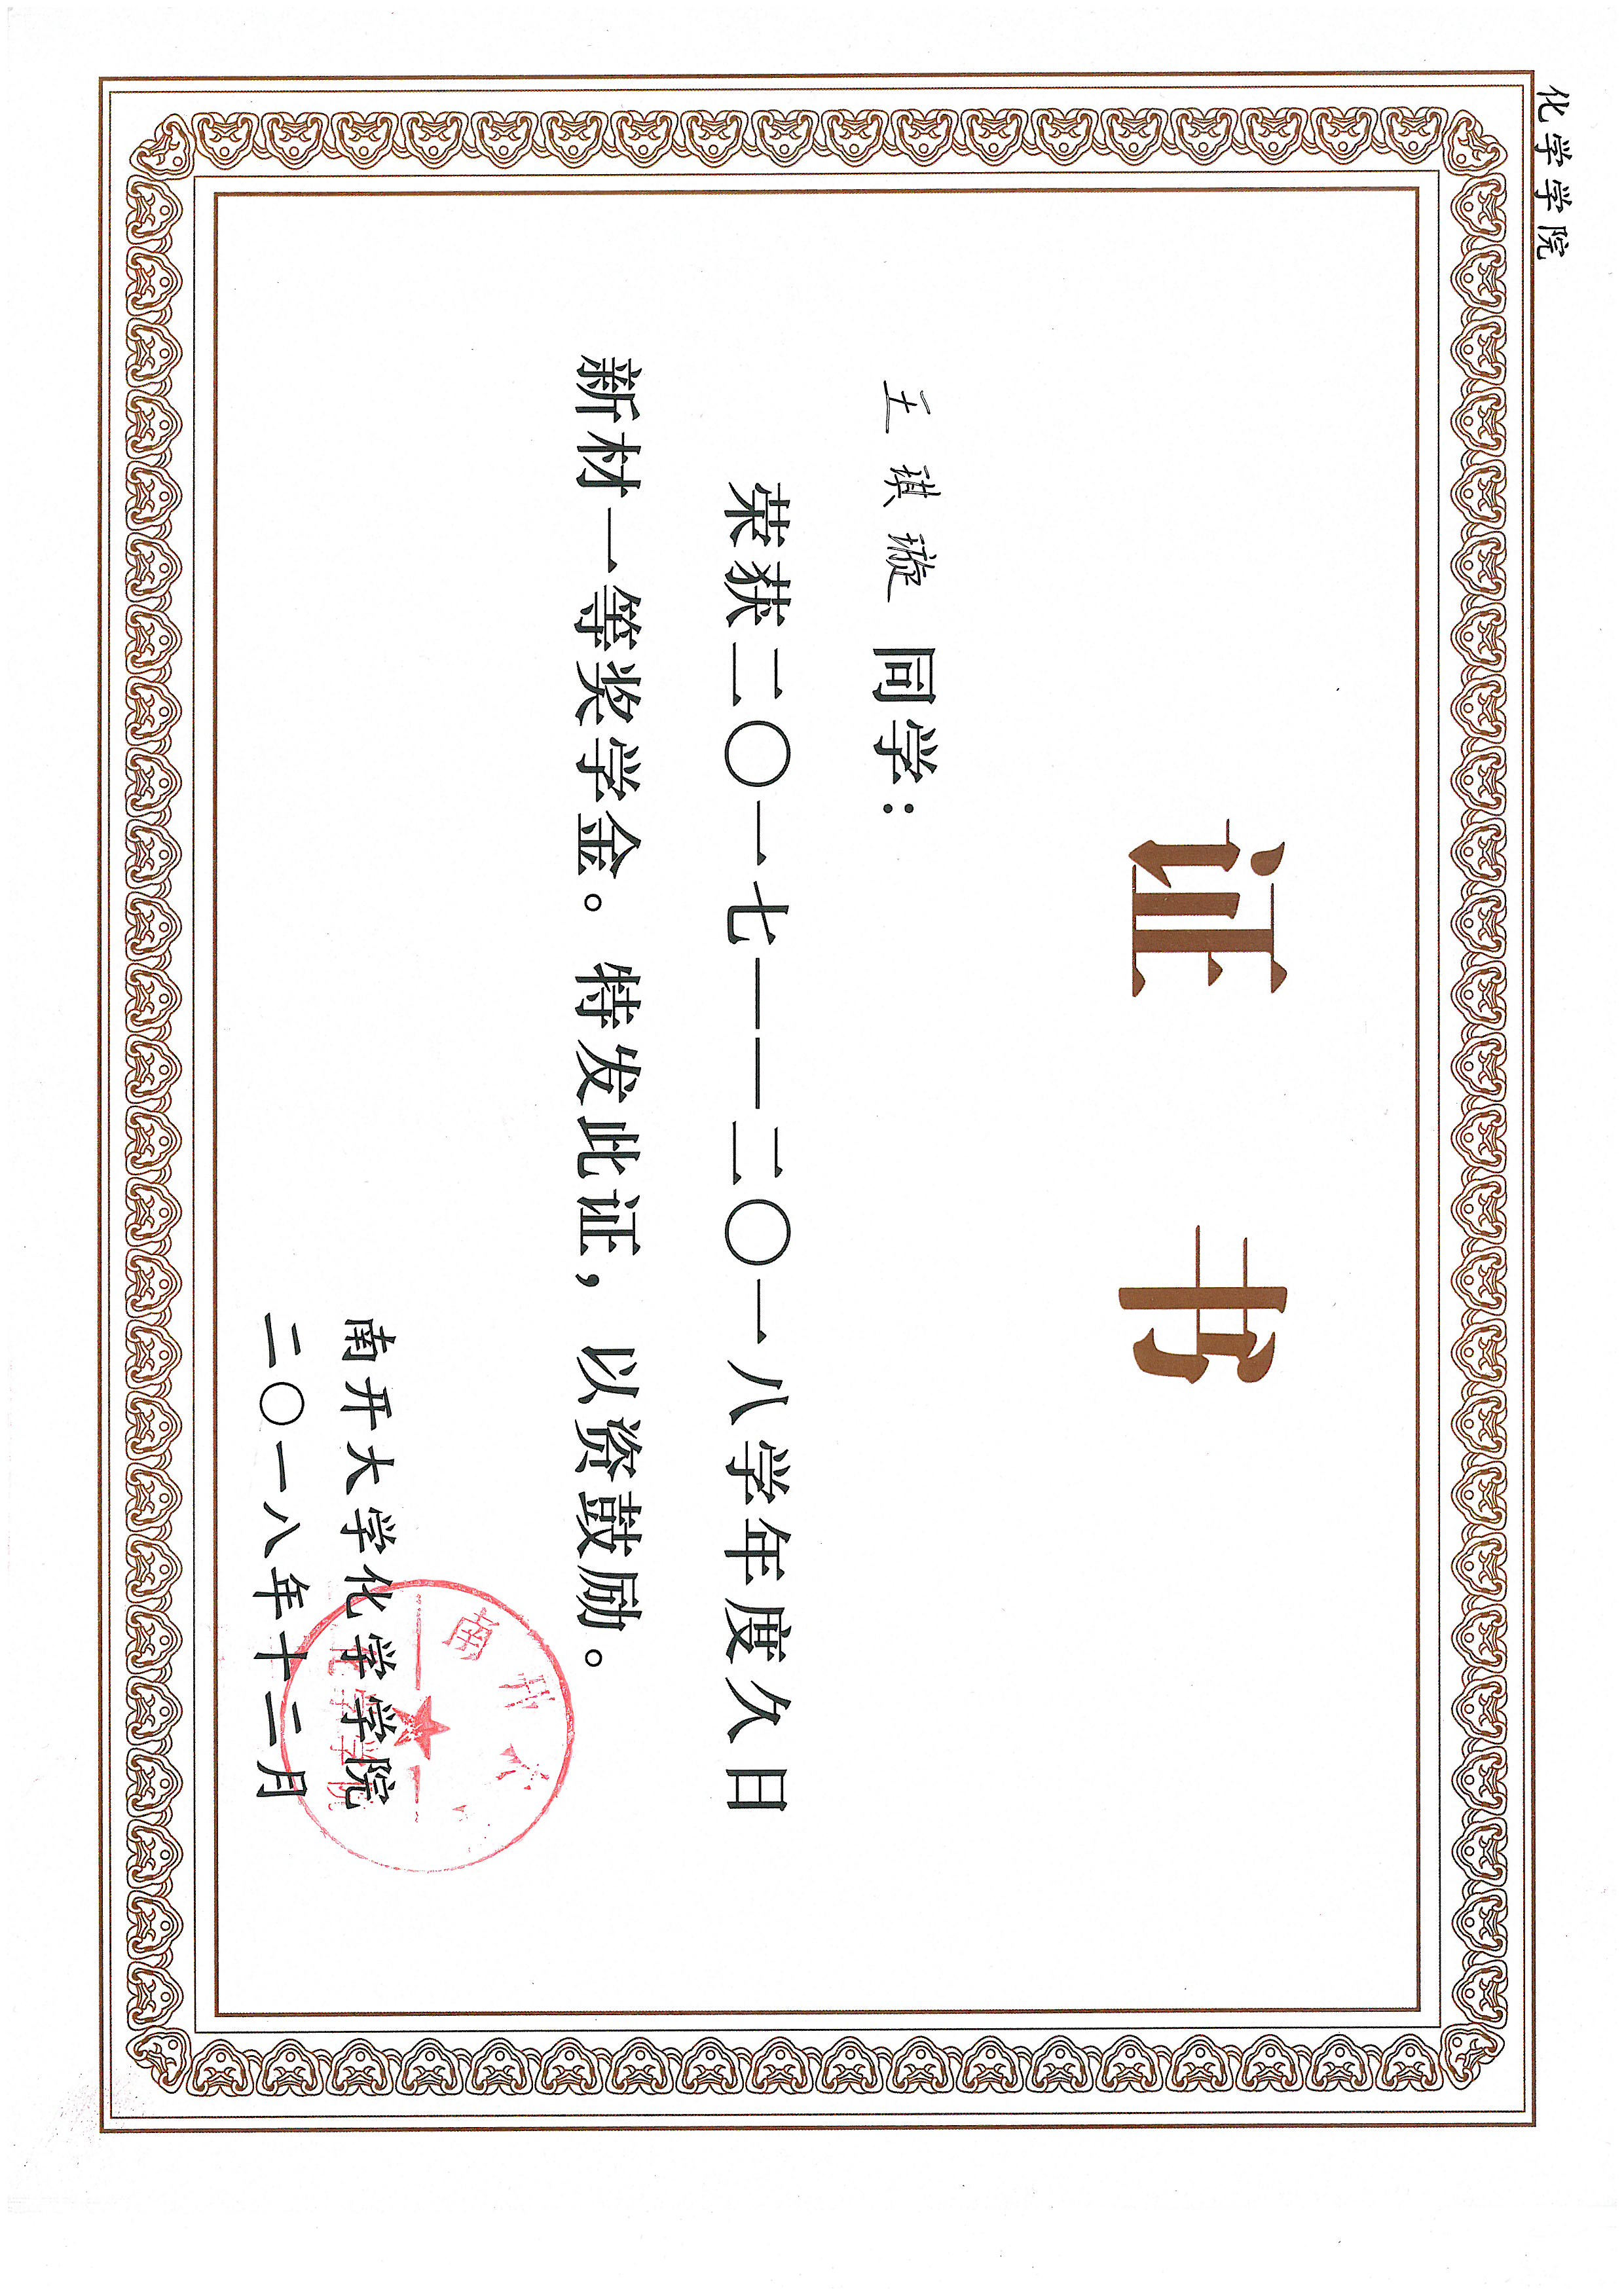 化学学院
证书
王琪璇同学：
荣获二〇一七——二〇一八学年度久日
新材一等奖学金。特发此证，以资鼓励。
南开大
南开大学化学学院
化学学院
二〇一八年十二月